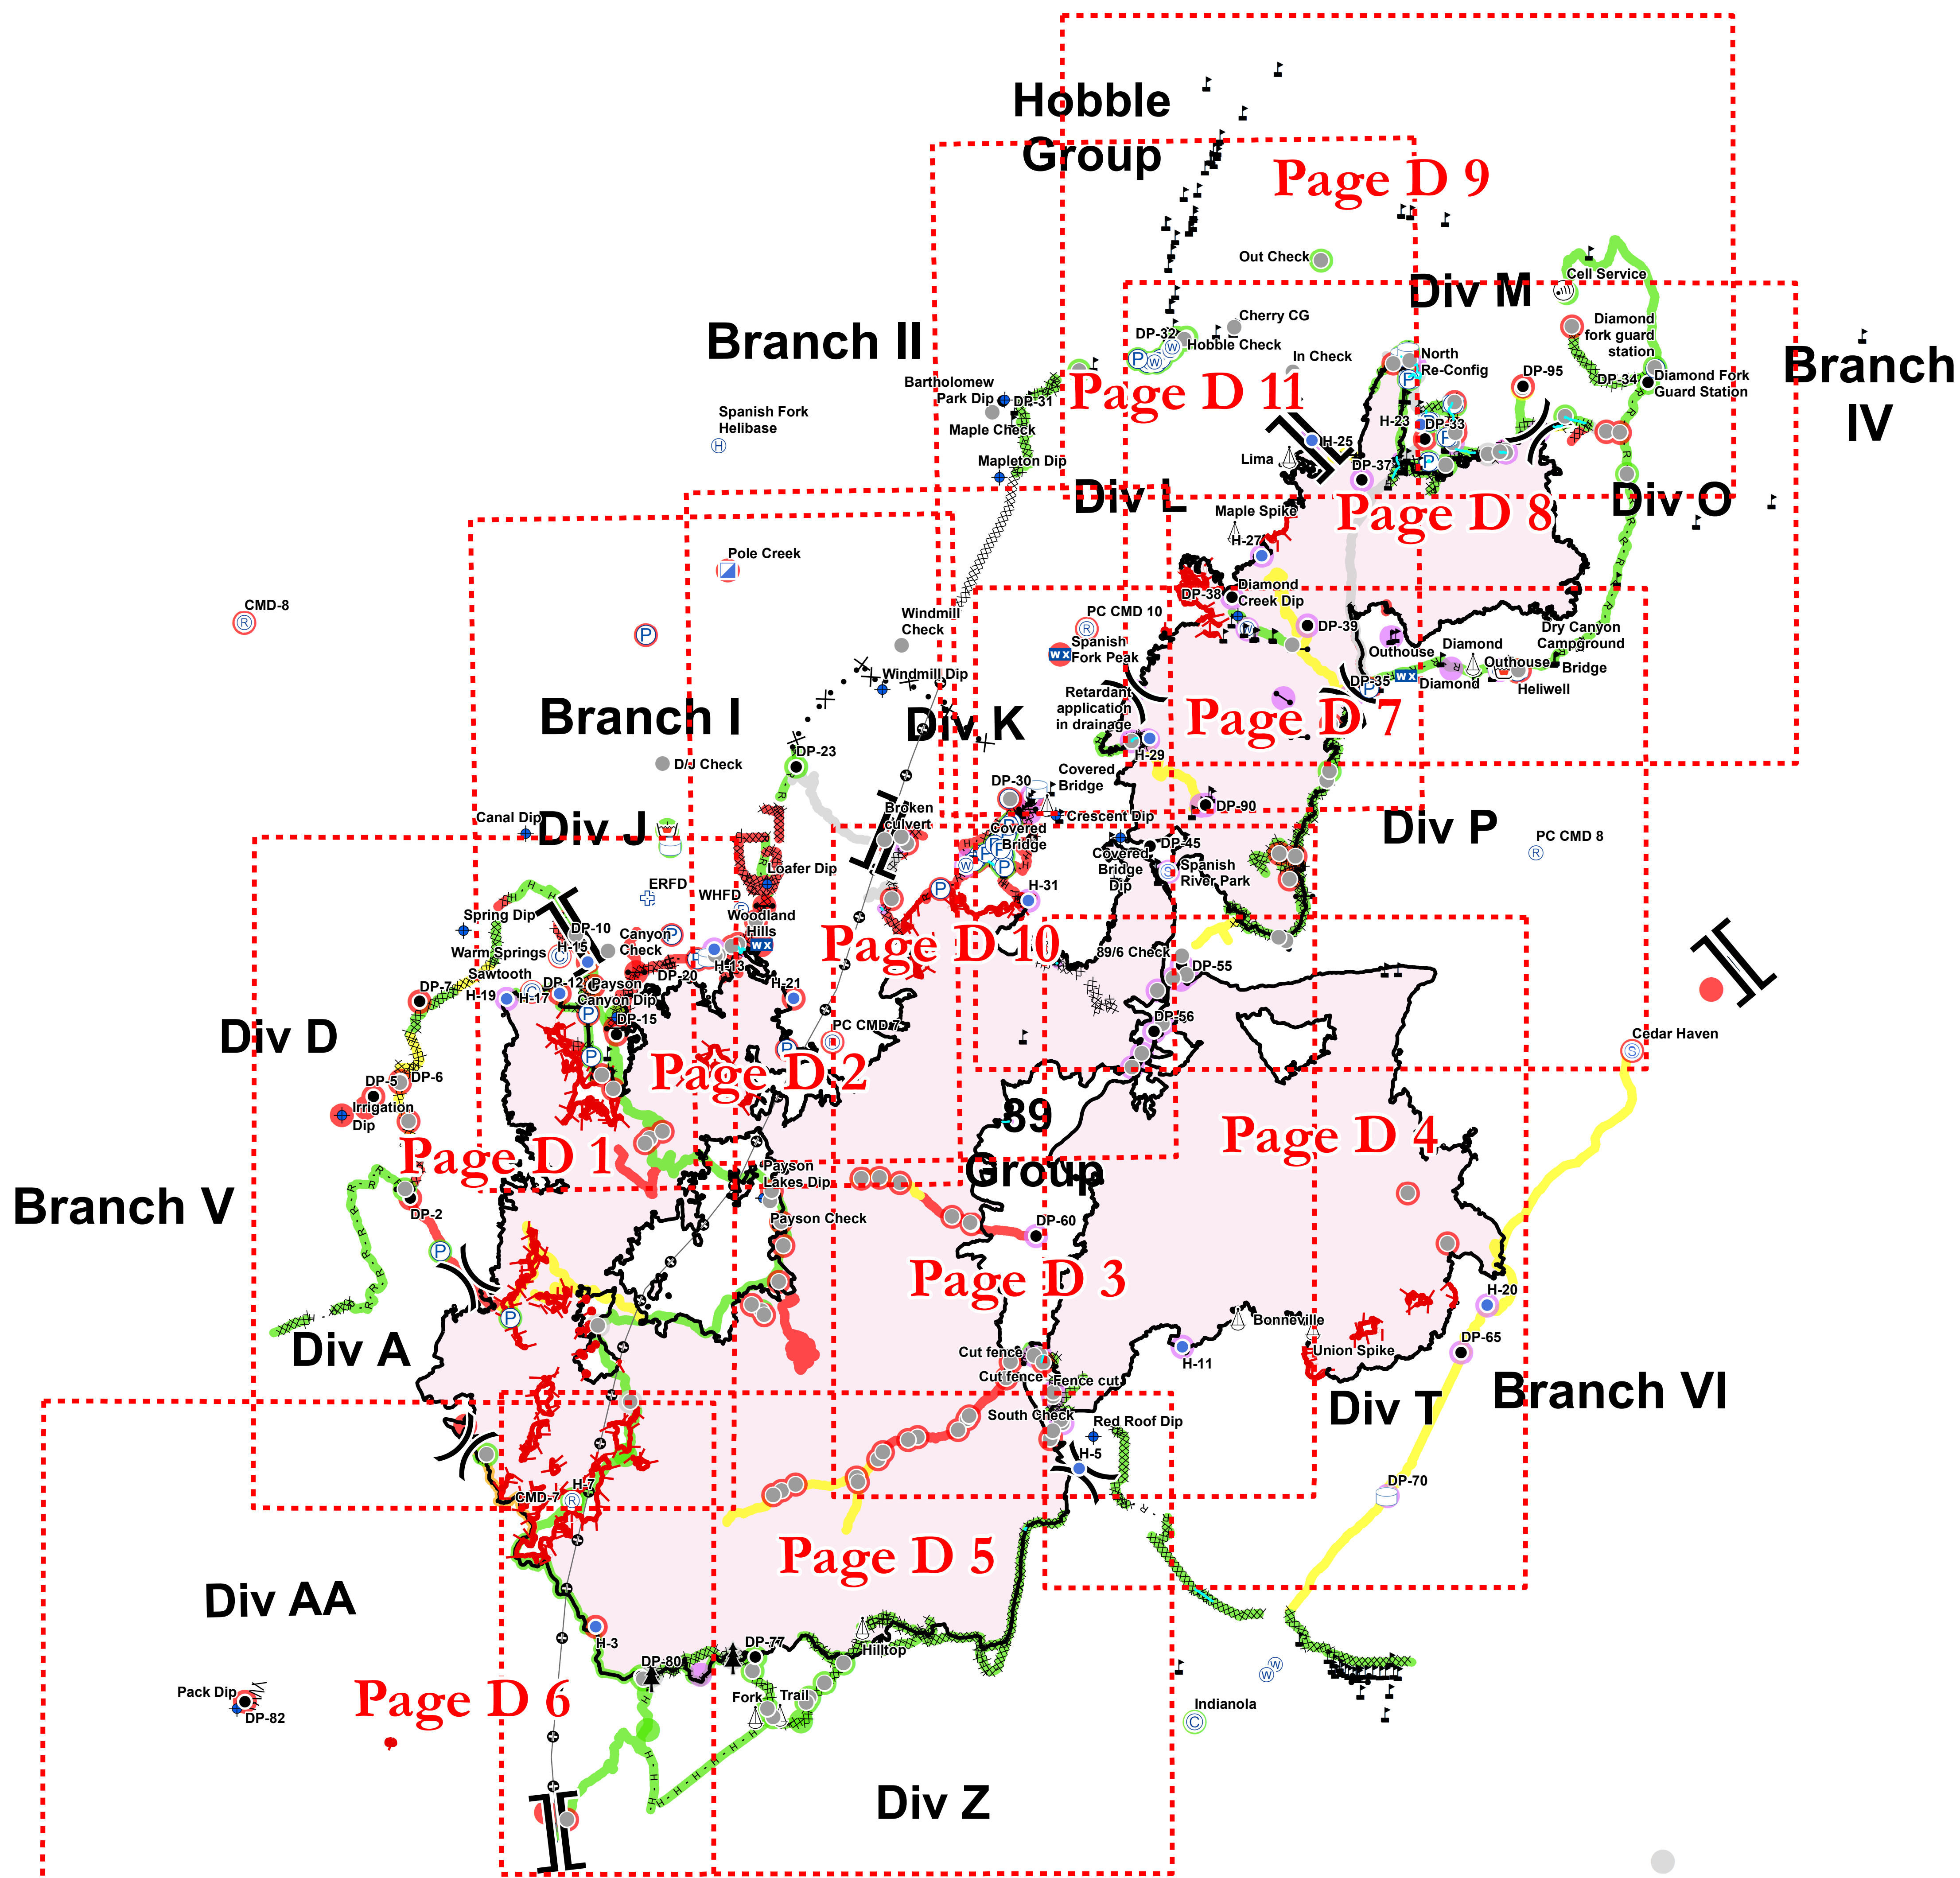 Hobble
Group
Page D 9
Out Check
Div M
Cell Service
Cherry CG
DP-32
Hobble Check
Diamond
fork guard
station
Branch II
Branch
IV
In Check
North
Re-Config
DP-95
DP-34
Diamond Fork
Guard Station
Bartholomew
Park Dip
DP-31
Page D 11
Spanish Fork
Helibase
H
Maple Check
H-23
DP-33
H-25
Lima
Mapleton Dip
DP-37
Div L
Div O
Maple Spike
Page D 8
H-27
Pole Creek
CMD-8
R
P
Windmill
Check
PC CMD 10
R
DP-38
Diamond
Creek Dip
DP-39
Spanish
Fork Peak
WX
Dry Canyon
Campground
Outhouse
Diamond
Outhouse
Bridge
Windmill Dip
DP-35
WX
Diamond
Heliwell
Retardant
application
in drainage
Branch I
Div K
Page D 7
H-29
DP-23
D/J Check
Covered
Bridge
DP-30
DP-90
Canal Dip
Div J
Broken
culvert
Crescent Dip
Covered
Bridge
Div P
PC CMD 8
R
DP-45
Covered
Bridge
Dip
Spanish
River Park
S
Loafer Dip
ERFD
WHFD
H-31
Spring Dip
Woodland
Hills
WX
DP-10
H-15
Canyon
Check
Warm Springs
C
Page D 10
89/6 Check
DP-55
Sawtooth
DP-20
H-13
DP-7
H-19
H-17
DP-12
Payson
Canyon Dip
H-21
DP-15
PC CMD 7
R
DP-56
Div D
Cedar Haven
S
Page D 2
DP-5
DP-6
Irrigation
Dip
89
Group
Page D 4
Page D 1
Payson
Lakes Dip
Branch V
DP-2
Payson Check
DP-60
P
Page D 3
H-20
P
Bonneville
DP-65
Div A
Union Spike
H-11
Cut fence
Cut fence
Fence cut
Branch VI
Div T
South Check
Red Roof Dip
H-5
H-7
CMD-7
R
DP-70
Page D 5
Div AA
H-3
DP-77
Hilltop
DP-80
Pack Dip
DP-82
Page D 6
Fork
Trail
W
W
Indianola
C
Div Z